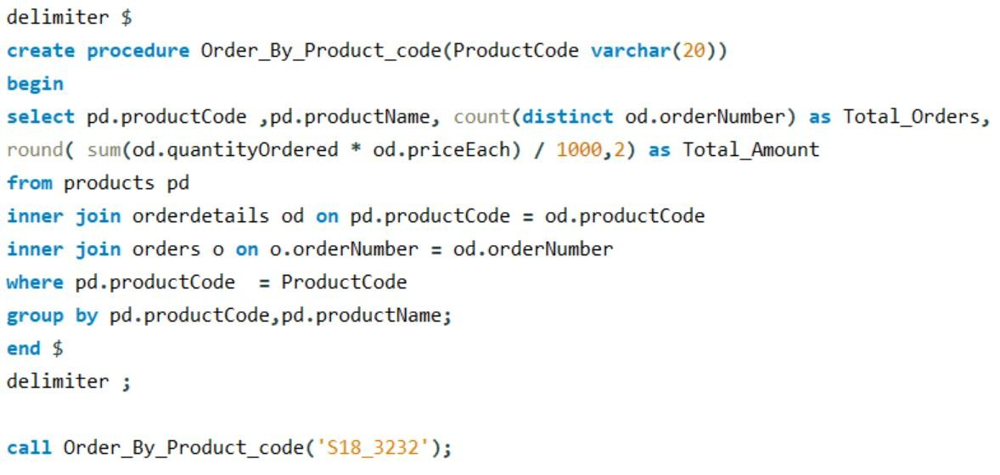 delimiter $
create procedure Order_By_Product_code(ProductCode varchar(20))
begin
select pd.productCode ,pd.productName, count(distinct od.orderNumber) as Total_Orders,
round( sum(od.quantityOrdered * od.priceEach) / 1000,2) as Total_Amount
from products pd
inner join orderdetails od on pd.productCode = od.productCode
inner join orders o on o.orderNumber = od.orderNumber
where pd.productCode  = ProductCode
group by pd.productCode,pd.productName;
end $
delimiter ;

call Order_By_Product_code('S18_3232');